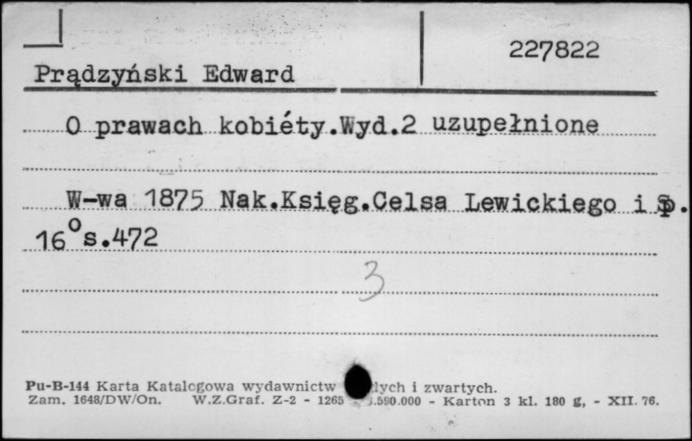 227822
Prądzyński Edward
O prawach kobiéty.Wyd.2 uzupełnione
W-wa 1875 Nak.Księg.Celsa Lewickiego i Sp.
16° s.472
3
Pu-B-144 Karta Katalogowa wydawnictw i zwartych.
Zam. 1648/DW/On. W.Z.Graf. Z-2 - 1265 - Karton 3 kl. 180 g, - XII. 76.